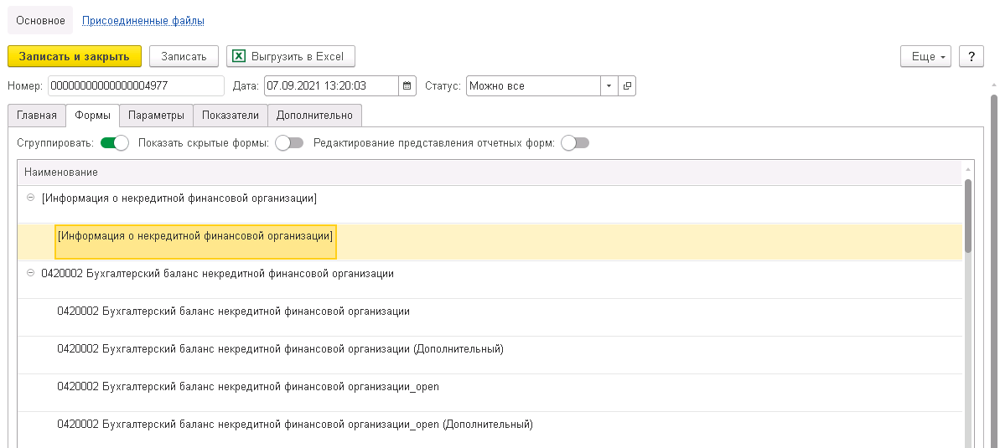 Основное Присоединенные файлы
Записать и закрыть Записать Выгрузить в Excel Еще ?
Номер: 00000000000000004977 Дата: 07.09.2021 13:20:03 Статус: Можно все
Главная Формы Параметры Показатели Дополнительно
Сгруппировать: Показать скрытые формы: Редактирование представления отчетных форм:
Наименование
[Информация о некредитной финансовой организации]
[Информация о некредитной финансовой организации]
0420002 Бухгалтерский баланс некредитной финансовой организации
0420002 Бухгалтерский баланс некредитной финансовой организации
0420002 Бухгалтерский баланс некредитной финансовой организации (Дополнительный)
0420002 Бухгалтерский баланс некредитной финансовой организации_open
0420002 Бухгалтерский баланс некредитной финансовой организации_open (Дополнительный)